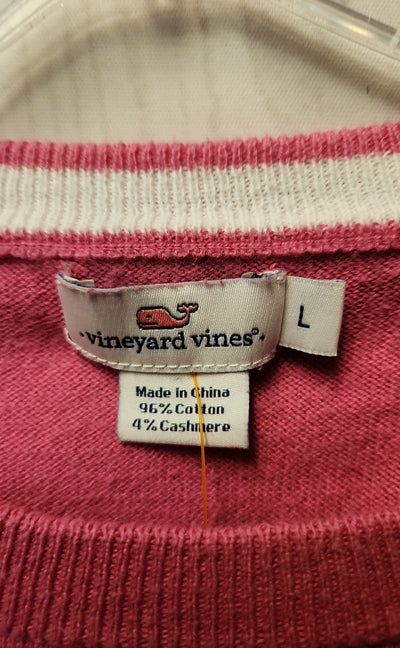 ·vineyard vines®·
L
Made in China
96% Cotton
4% Cashmere